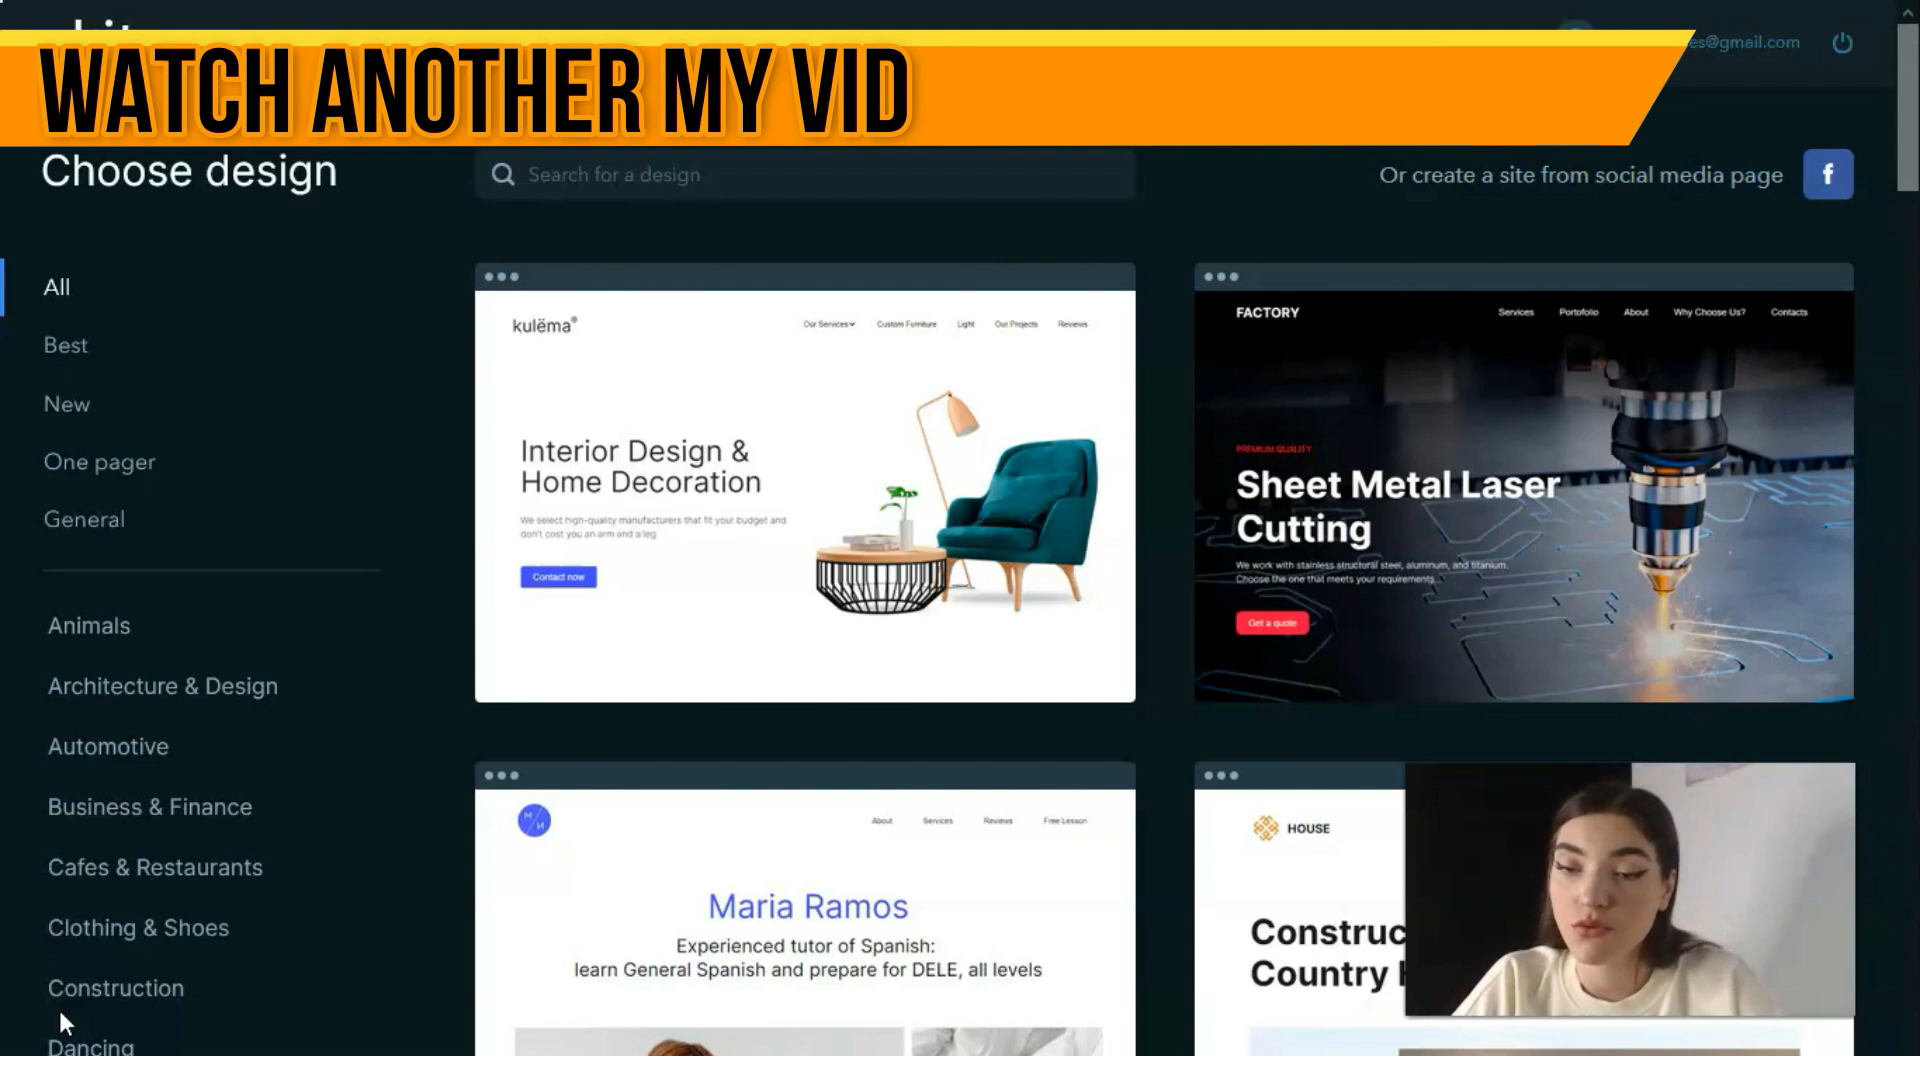 WATCH ANOTHER MY VID
es@gmail.com
Choose design
Search for a design
Or create a site from social media page
f
All
Best
New
One pager
General
Animals
Architecture & Design
Automotive
Business & Finance
Cafes & Restaurants
Clothing & Shoes
Construction
Dancing
kulëma®
Our Services
Custom Furniture
Light
Our Projects
Reviews
Interior Design &
Home Decoration
We select high-quality manufacturers that fit your budget and
don't cost you an arm and a leg
Contact now
FACTORY
Services
Portofolio
About
Why Choose Us?
Contacts
PREMIUM QUALITY
Sheet Metal Laser
Cutting
We work with stainless structural steel, aluminum, and titanium.
Choose the one that meets your requirements
Get a quote
About
Services
Reviews
Free Lesson
Maria Ramos
Experienced tutor of Spanish:
learn General Spanish and prepare for DELE, all levels
HOUSE
Construc
Country